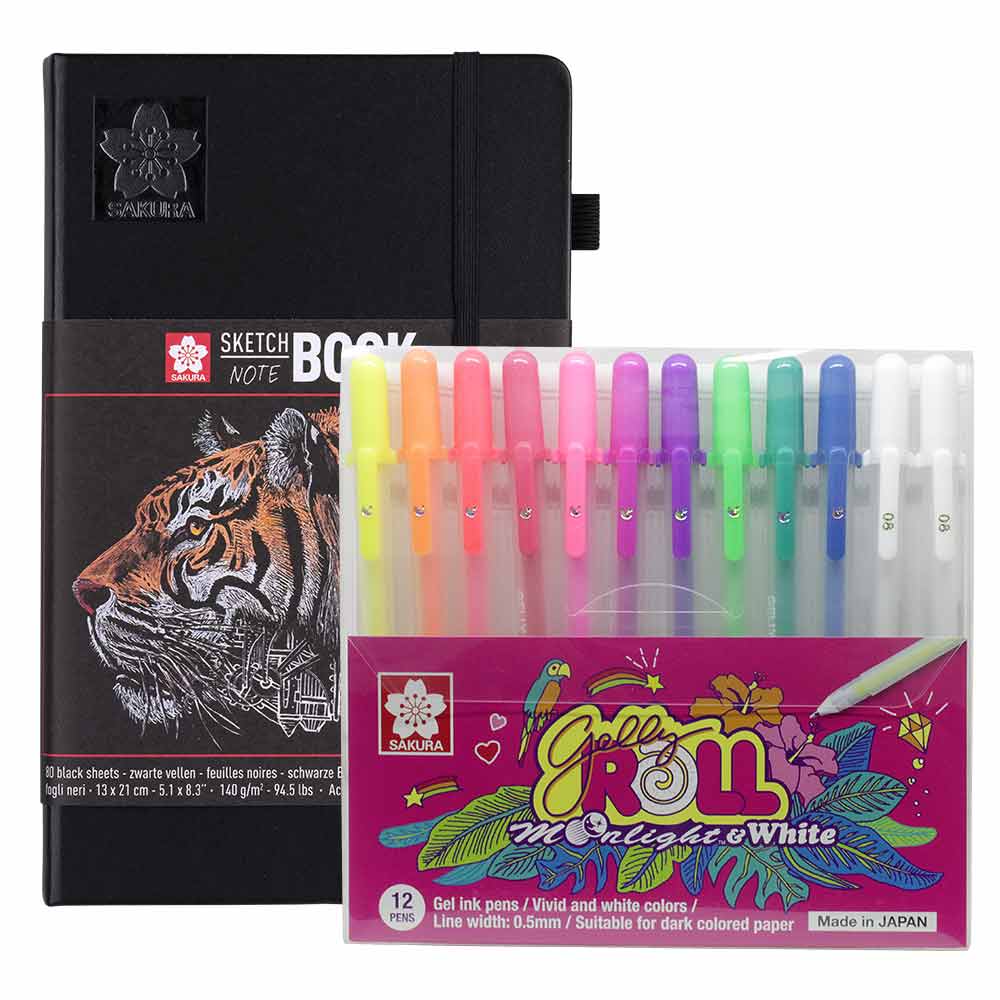 SAKURA
SAKURA
SKETCH
NOTE
BOOK
80 black sheets - zwarte vellen - feuilles noires - schwarze
fogli neri - 13 x 21 cm - 5.1 x 8.3" - 140 g/m² - 94.5 lbs -
08
08
SAKURA
gelly
ROLL
Moonlight™ & White
12
PENS
Gel ink pens / Vivid and white colors /
Line width: 0.5mm / Suitable for dark colored paper
Made in JAPAN